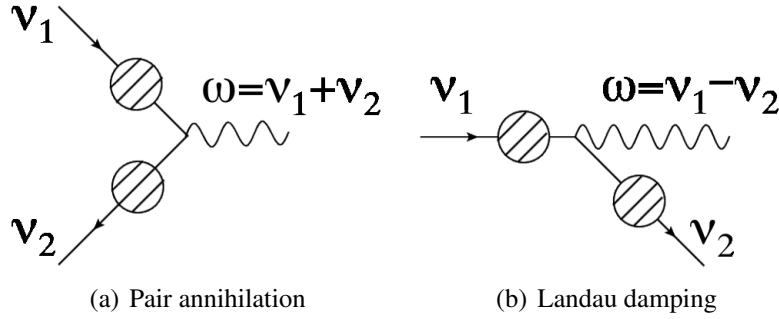 ν₁
ω=ν₁+ν₂
ν₂
(a) Pair annihilation
ν₁
ω=ν₁−ν₂
ν₂
(b) Landau damping